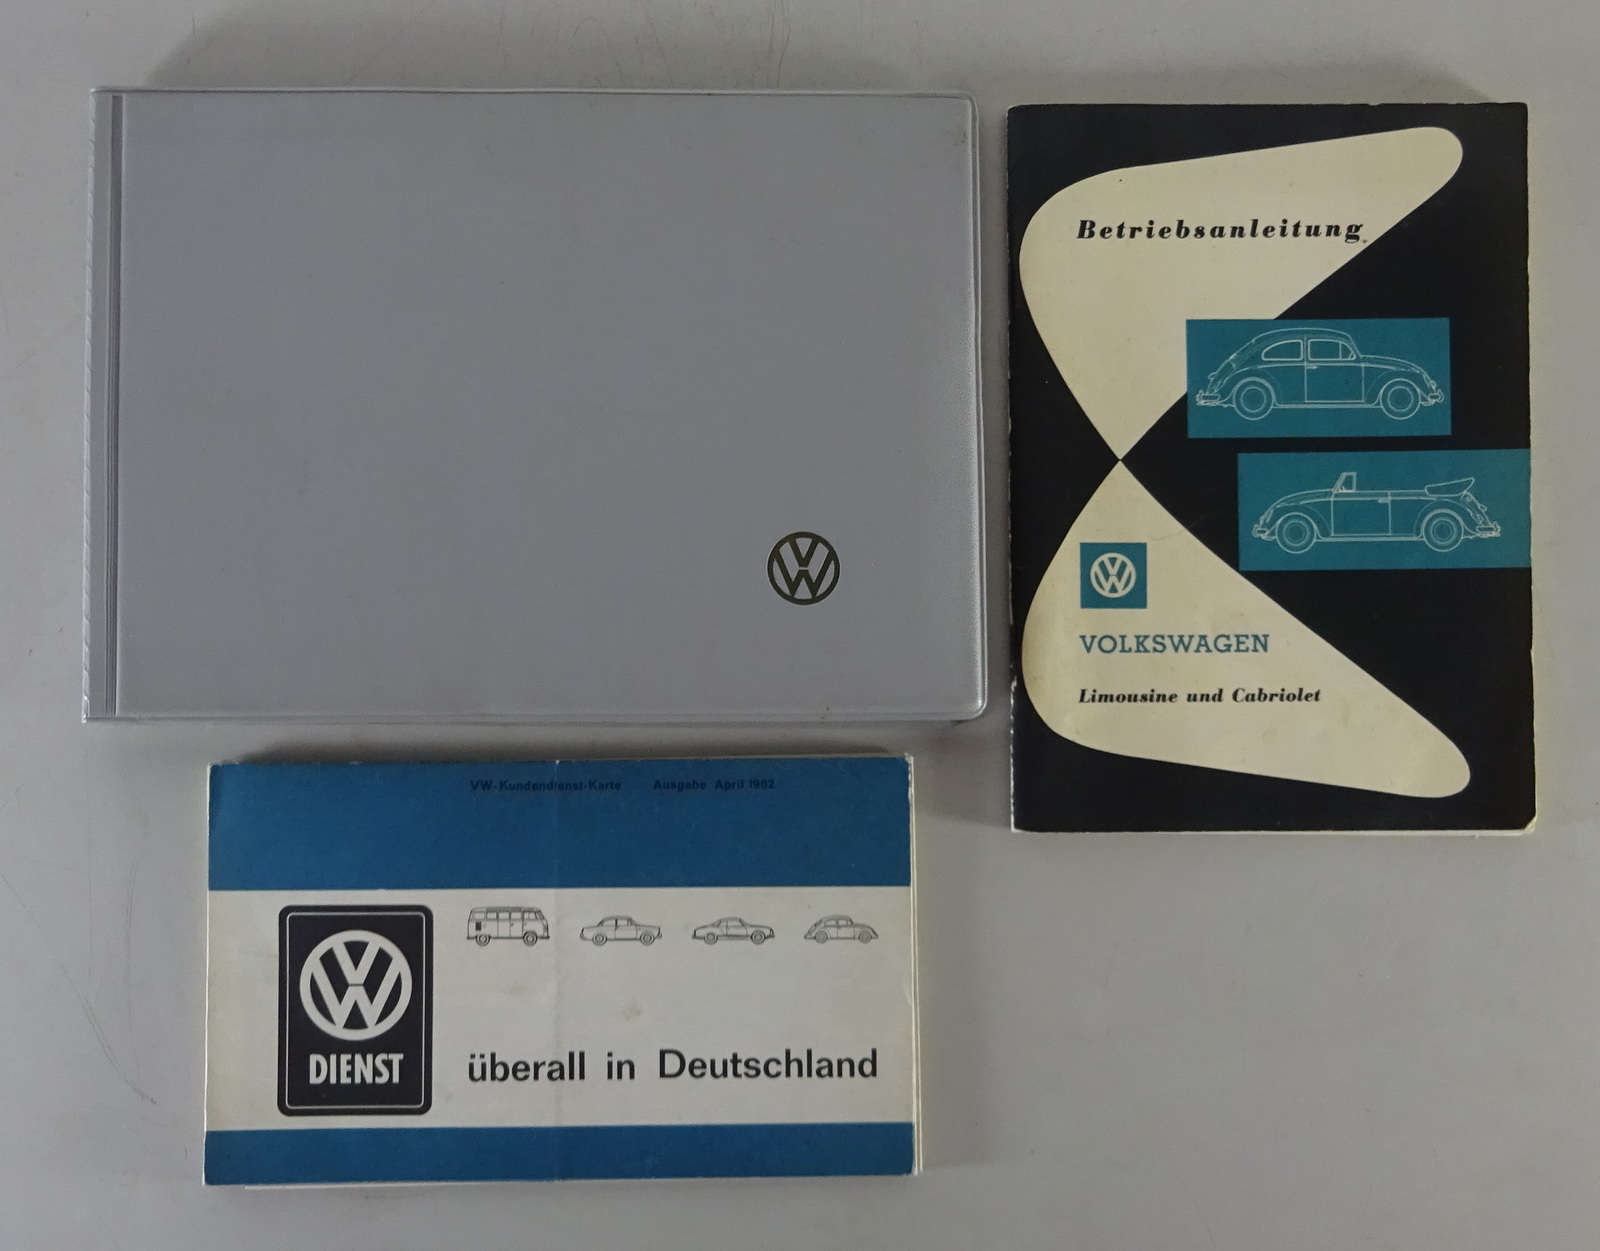 Betriebsanleitung
VOLKSWAGEN
Limousine und Cabriolet
VW-Kundendienst-Karte Ausgabe April 1962
DIENST
überall in Deutschland